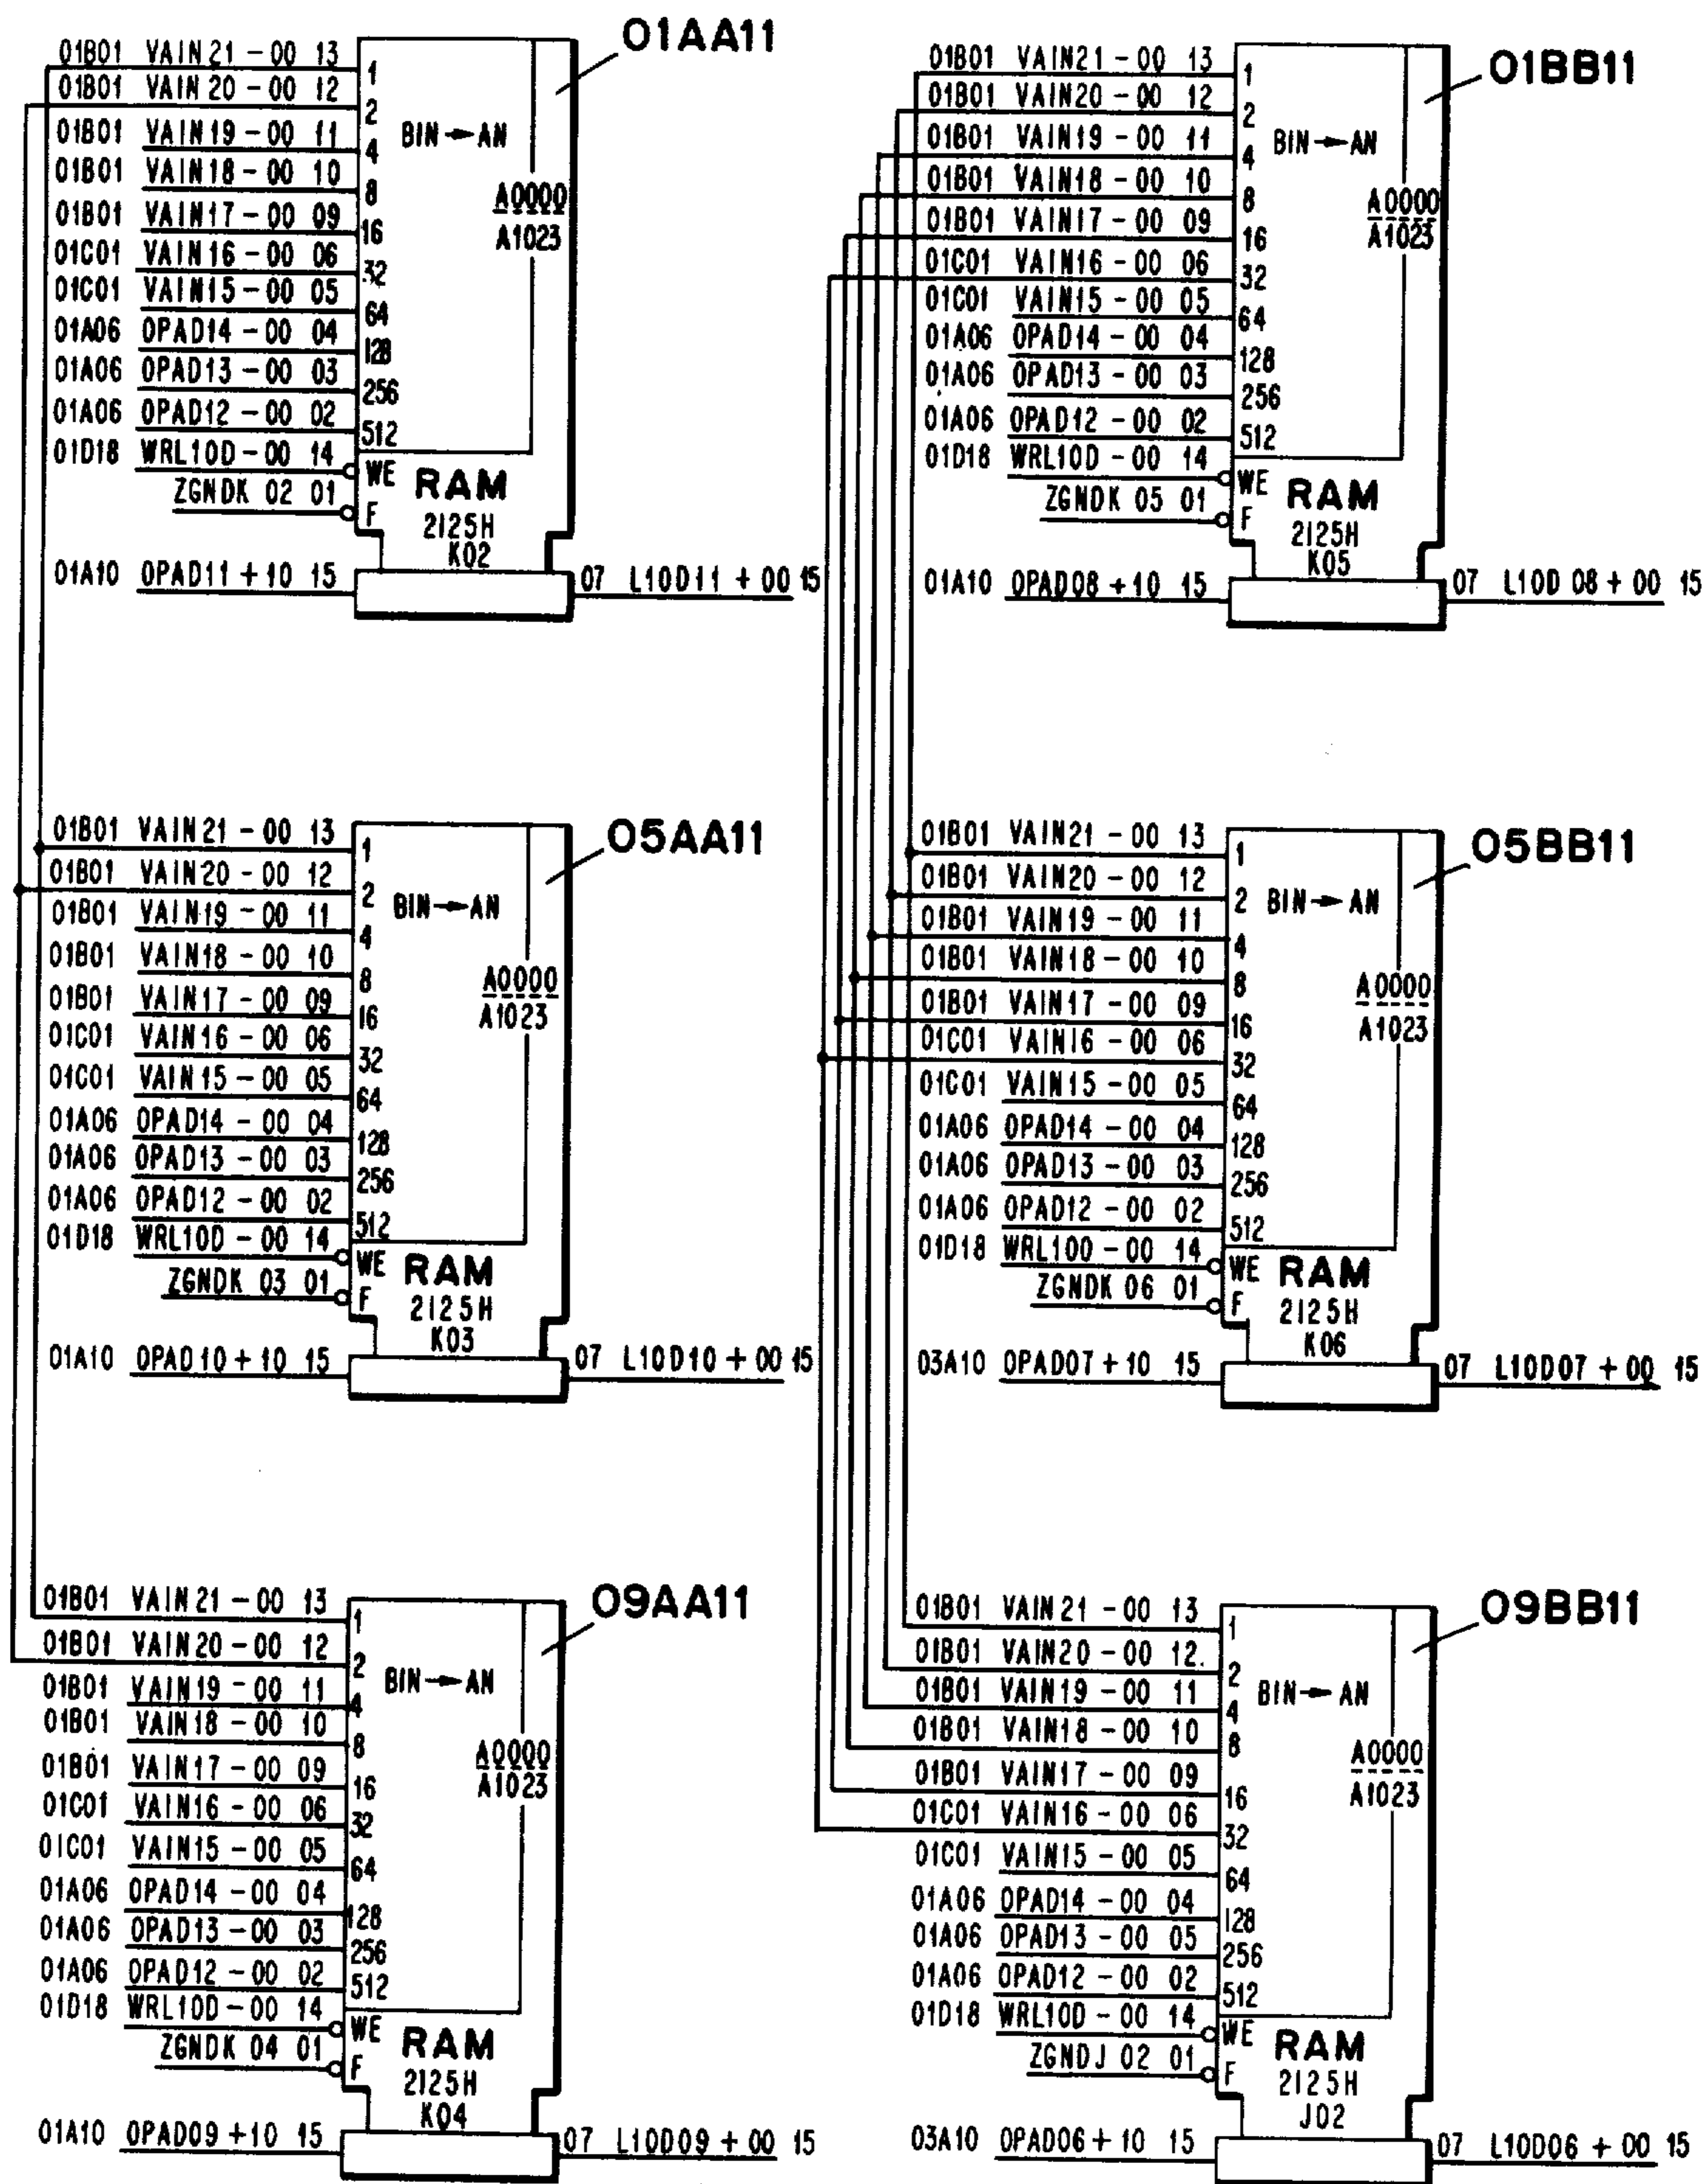 01AA11
01B01 VAIN21-00 13 1
01B01 VAIN20-00 12 2
01B01 VAIN19-00 11 4
BIN→AN
01B01 VAIN18-00 10 8
A0000
A1023
01B01 VAIN17-00 09 16
01C01 VAIN16-00 06 32
01C01 VAIN15-00 05 64
01A06 OPAD14-00 04 128
01A06 OPAD13-00 03 256
01A06 OPAD12-00 02 512
01D18 WRL10D-00 14 WE
ZGNDK 02 01 F
RAM
2125H
K02
01A10 OPAD11+10 15
07 L10D11+00 15
01BB11
01B01 VAIN21-00 13 1
01B01 VAIN20-00 12 2
01B01 VAIN19-00 11 4
BIN→AN
01B01 VAIN18-00 10 8
A0000
A1023
01B01 VAIN17-00 09 16
01C01 VAIN16-00 06 32
01C01 VAIN15-00 05 64
01A06 OPAD14-00 04 128
01A06 OPAD13-00 03 256
01A06 OPAD12-00 02 512
01D18 WRL10D-00 14 WE
ZGNDK 05 01 F
RAM
2125H
K05
01A10 OPAD08+10 15
07 L10D08+00 15
05AA11
01B01 VAIN21-00 13 1
01B01 VAIN20-00 12 2
BIN→AN
01B01 VAIN19-00 11 4
01B01 VAIN18-00 10 8
A0000
A1023
01B01 VAIN17-00 09 16
01C01 VAIN16-00 06 32
01C01 VAIN15-00 05 64
01A06 OPAD14-00 04 128
01A06 OPAD13-00 03 256
01A06 OPAD12-00 02 512
01D18 WRL10D-00 14 WE
ZGNDK 03 01 F
RAM
2125H
K03
01A10 OPAD10+10 15
07 L10D10+00 15
05BB11
01B01 VAIN21-00 13 1
01B01 VAIN20-00 12 2
BIN→AN
01B01 VAIN19-00 11 4
01B01 VAIN18-00 10 8
A0000
A1023
01B01 VAIN17-00 09 16
01C01 VAIN16-00 06 32
01C01 VAIN15-00 05 64
01A06 OPAD14-00 04 128
01A06 OPAD13-00 03 256
01A06 OPAD12-00 02 512
01D18 WRL100-00 14 WE
ZGNDK 06 01 F
RAM
2125H
K06
03A10 OPAD07+10 15
07 L10D07+00 15
09AA11
01B01 VAIN21-00 13 1
01B01 VAIN20-00 12 2
BIN→AN
01B01 VAIN19-00 11 4
01B01 VAIN18-00 10 8
A0000
A1023
01B01 VAIN17-00 09 16
01C01 VAIN16-00 06 32
01C01 VAIN15-00 05 64
01A06 OPAD14-00 04 128
01A06 OPAD13-00 03 256
01A06 OPAD12-00 02 512
01D18 WRL10D-00 14 WE
ZGNDK 04 01 F
RAM
2125H
K04
01A10 OPAD09+10 15
07 L10D09+00 15
09BB11
01B01 VAIN21-00 13 1
01B01 VAIN20-00 12. 2
BIN→AN
01B01 VAIN19-00 11 4
01B01 VAIN18-00 10 8
A0000
A1023
01B01 VAIN17-00 09 16
01C01 VAIN16-00 06 32
01C01 VAIN15-00 05 64
01A06 OPAD14-00 04 128
01A06 OPAD13-00 05 256
01A06 OPAD12-00 02 512
01D18 WRL10D-00 14 WE
ZGNDJ 02 01 F
RAM
2125H
J02
03A10 OPAD06+10 15
07 L10D06+00 15